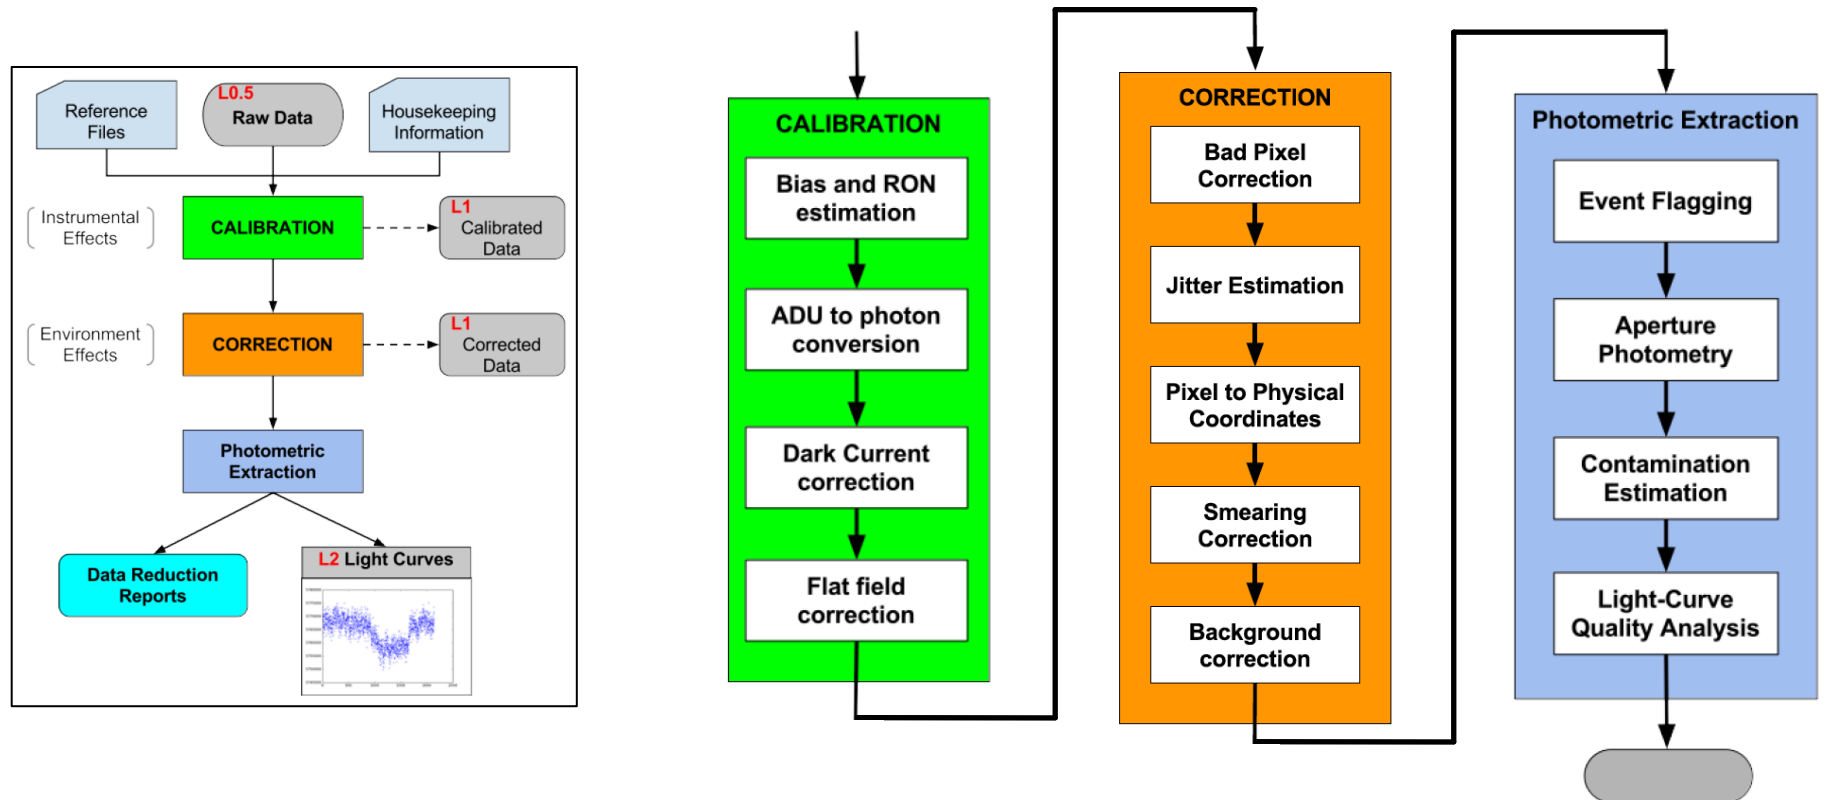 Reference
Files
L0.5
Raw Data
Housekeeping
Information
Instrumental
Effects
CALIBRATION
L1
Calibrated
Data
Environment
Effects
CORRECTION
L1
Corrected
Data
Photometric
Extraction
Data Reduction
Reports
L2 Light Curves
CALIBRATION
Bias and RON
estimation
ADU to photon
conversion
Dark Current
correction
Flat field
correction
CORRECTION
Bad Pixel
Correction
Jitter Estimation
Pixel to Physical
Coordinates
Smearing
Correction
Background
correction
Photometric Extraction
Event Flagging
Aperture
Photometry
Contamination
Estimation
Light-Curve
Quality Analysis